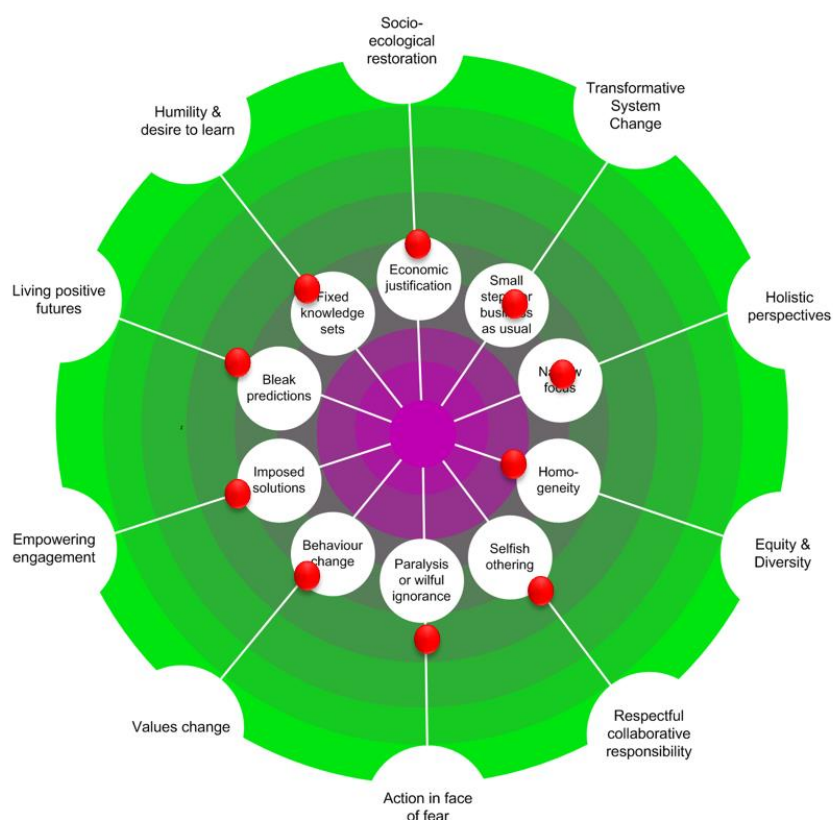 Socio-
ecological
restoration
Transformative
System
Change
Holistic
perspectives
Equity &
Diversity
Respectful
collaborative
responsibility
Action in face
of fear
Values change
Empowering
engagement
Living positive
futures
Humility &
desire to learn
Economic
justification
Small
business
as usual
focus
Homo-
geneity
Selfish
othering
Paralysis
or wilful
ignorance
Behaviour
change
Imposed
solutions
Bleak
predictions
Fixed
knowledge
sets